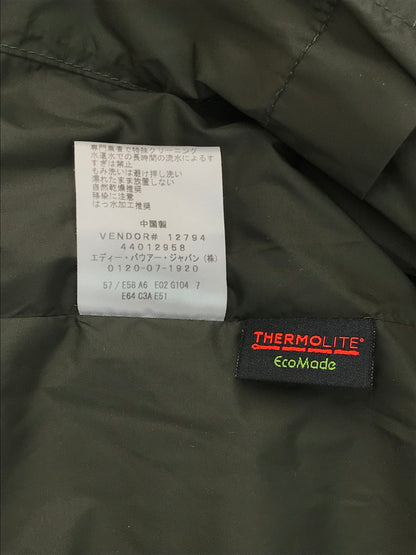 専門業者で特殊クリーニング
水道水での長時間の流水によるす
すぎは禁止
もみ洗いは避け押し洗い
濡れたまま放置しない
自然乾燥推奨
移染に注意
はっ水加工推奨
中国製
VENDOR# 12794
44012958
エディー・バウアー・ジャパン(株)
0120-07-1920
57/E5B A6 E02 G104 7
E64 C3A E51
THERMOLITE®
EcoMade